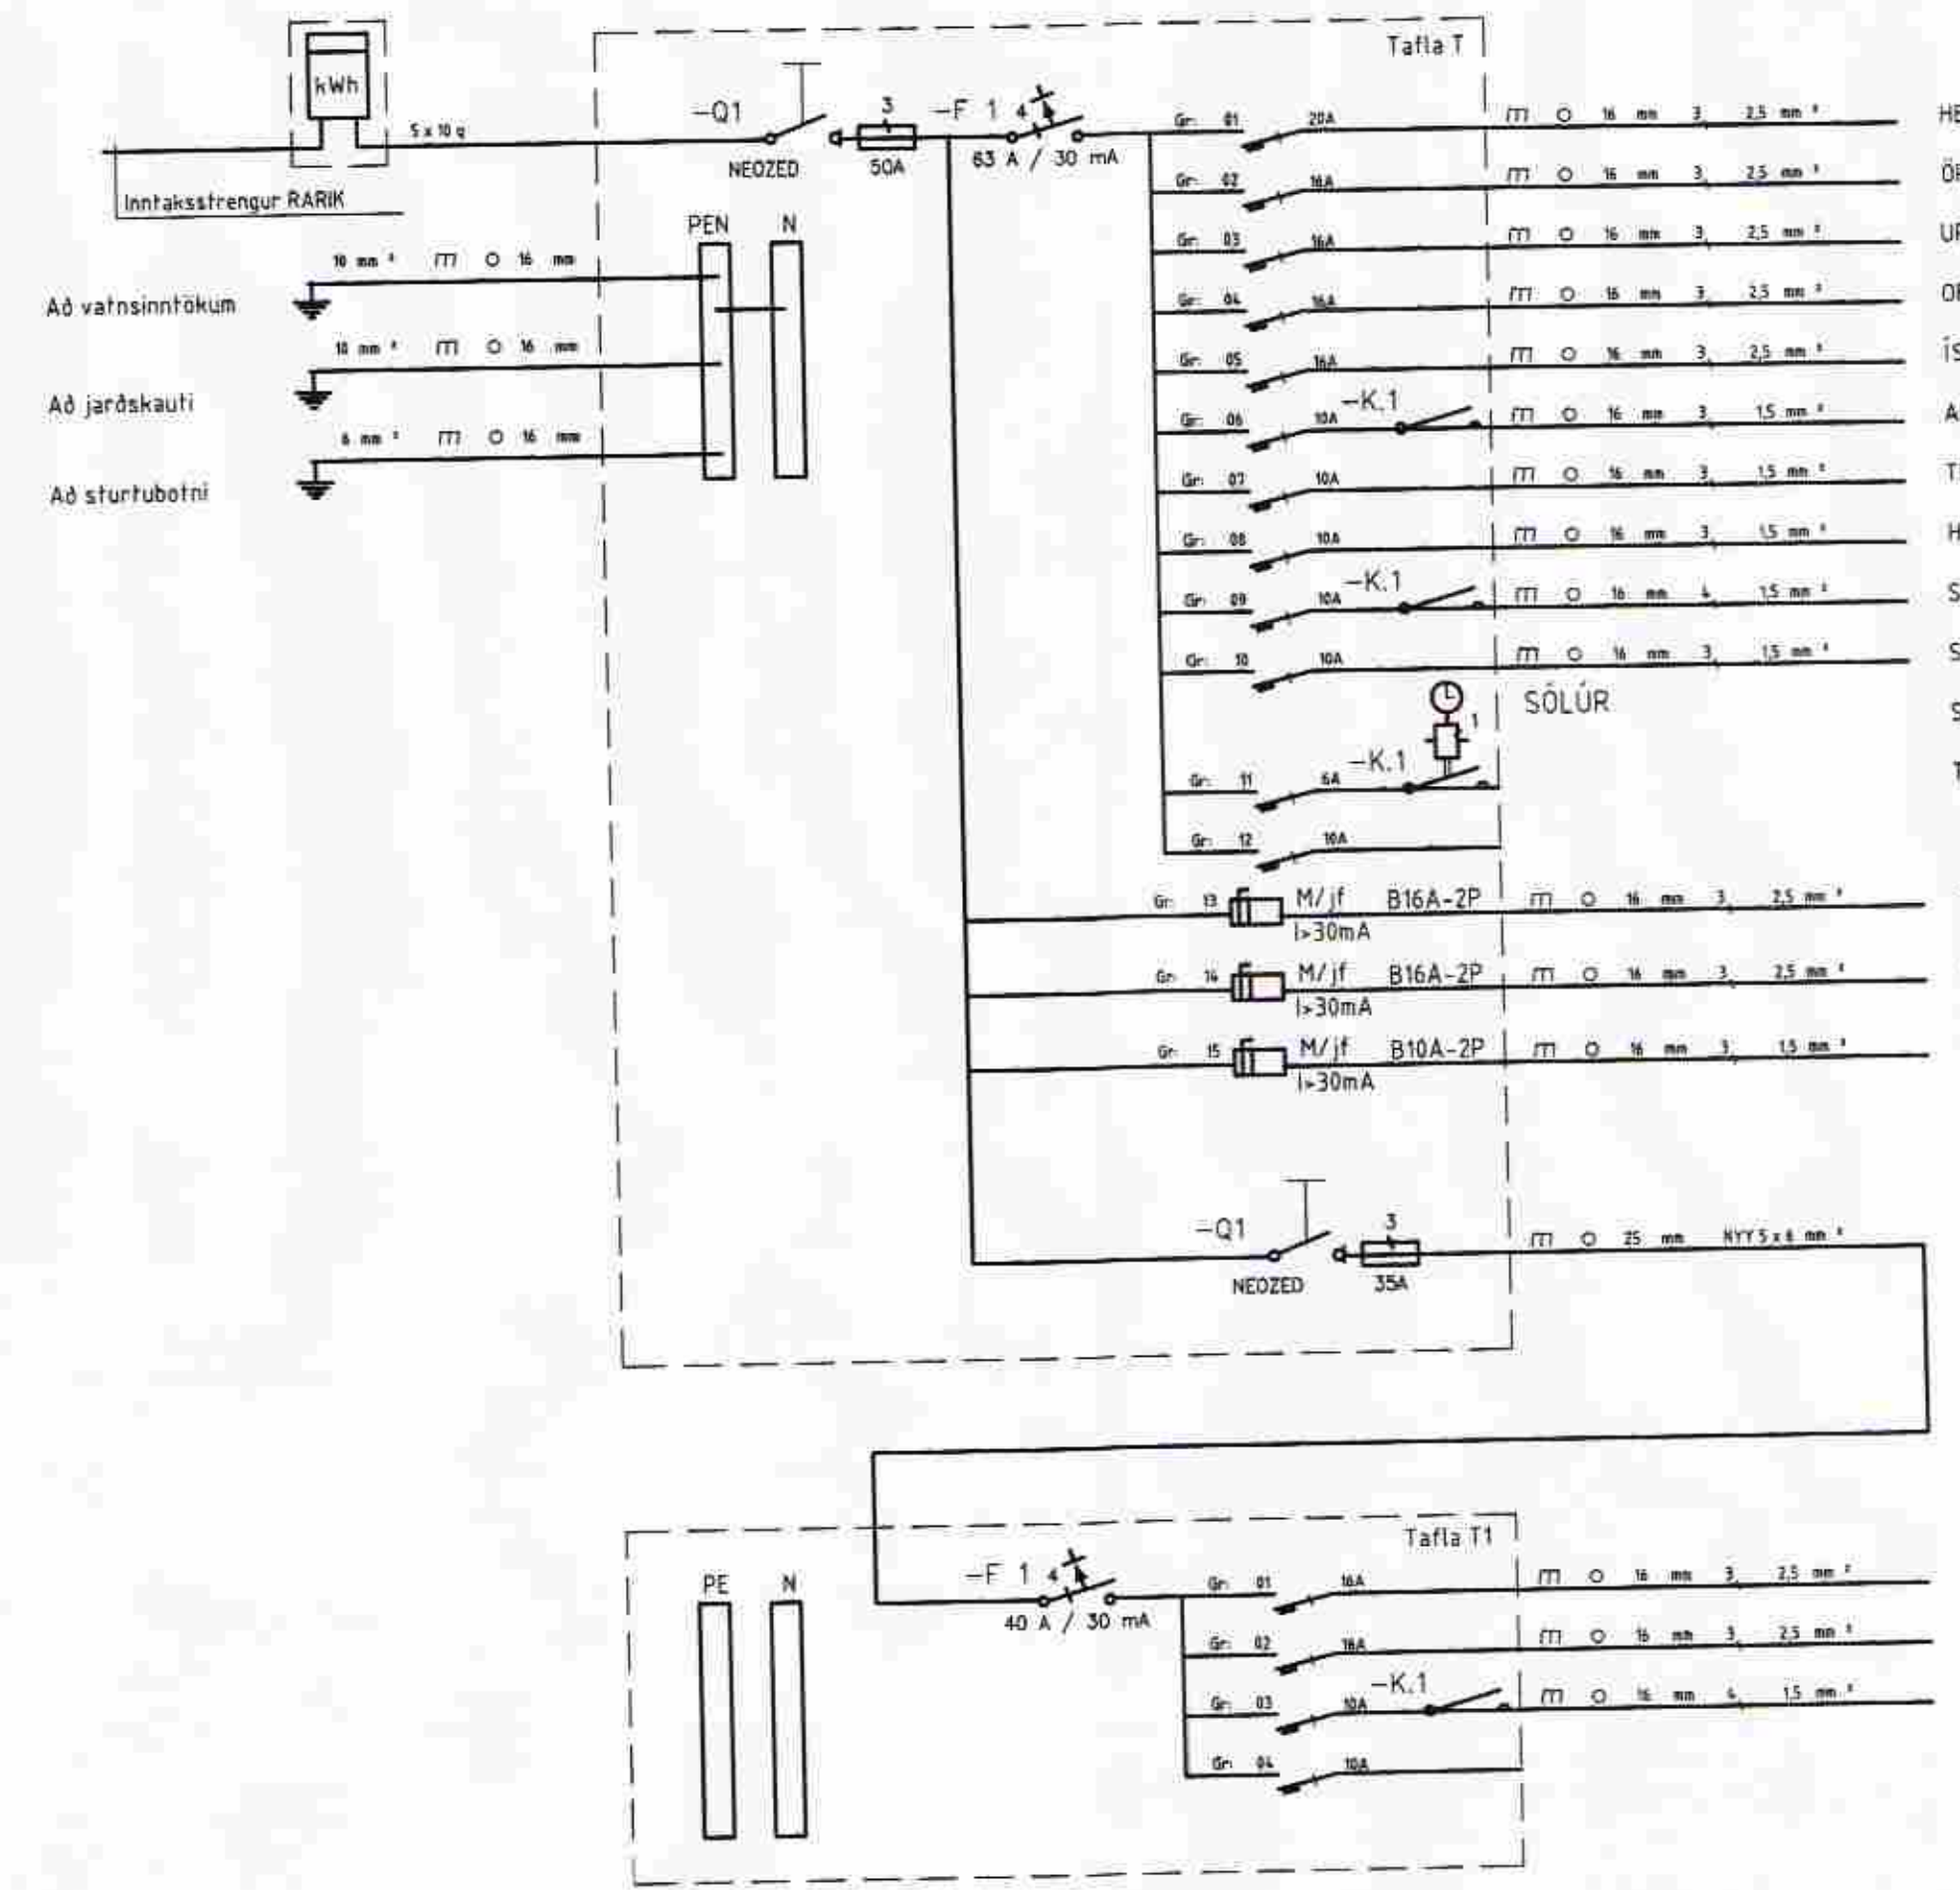 Tafla T
kWh
5 x 10 q
Inntaksstrengur RARIK
-Q1
NEOZED
3
50A
-F 1 4
63 A / 30 mA
PEN N
10 mm² 16 mm
Að vatnsinntökum
10 mm² 16 mm
Að jarðskauti
6 mm² 16 mm
Að sturtubotni
Gr: 01 20A 16 mm 3, 2,5 mm²
Gr: 02 16A 16 mm 3, 2,5 mm²
Gr: 03 16A 16 mm 3, 2,5 mm²
Gr: 04 16A 16 mm 3, 2,5 mm²
Gr: 05 16A 16 mm 3, 2,5 mm²
Gr: 06 10A -K.1 16 mm 3, 1,5 mm²
Gr: 07 10A 16 mm 3, 1,5 mm²
Gr: 08 10A 16 mm 3, 1,5 mm²
Gr: 09 10A -K.1 16 mm 4, 1,5 mm²
Gr: 10 10A 16 mm 3, 1,5 mm²
SÓLÚR
1
Gr: 11 6A -K.1
Gr: 12 10A
Gr: 13 M/jf B16A-2P 16 mm 3, 2,5 mm²
I>30mA
Gr: 14 M/jf B16A-2P 16 mm 3, 2,5 mm²
I>30mA
Gr: 15 M/jf B10A-2P 16 mm 3, 1,5 mm²
I>30mA
-Q1
NEOZED
3
35A
25 mm NYY 5 x 6 mm²
Tafla T1
PE N
-F 1 4
40 A / 30 mA
Gr: 01 16A 16 mm 3, 2,5 mm²
Gr: 02 16A 16 mm 3, 2,5 mm²
Gr: 03 10A -K.1 16 mm 4, 1,5 mm²
Gr: 04 10A